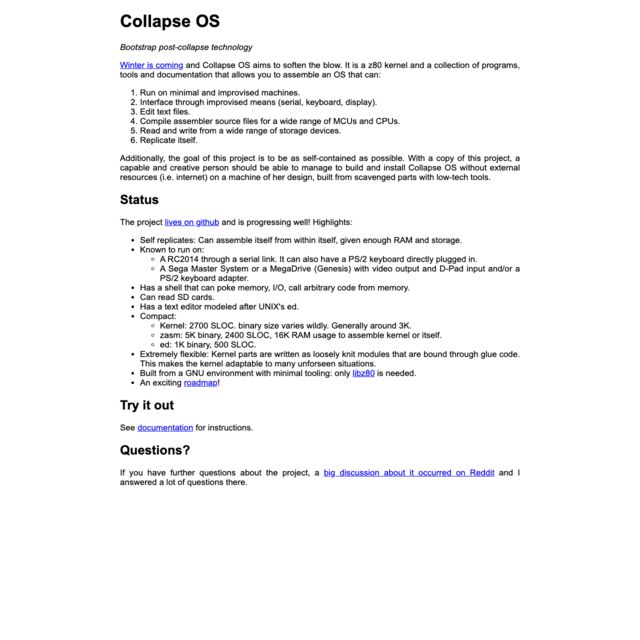 Collapse OS
Bootstrap post-collapse technology
Winter is coming and Collapse OS aims to soften the blow. It is a z80 kernel and a collection of programs,
tools and documentation that allows you to assemble an OS that can:
1. Run on minimal and improvised machines.
2. Interface through improvised means (serial, keyboard, display).
3. Edit text files.
4. Compile assembler source files for a wide range of MCUs and CPUs.
5. Read and write from a wide range of storage devices.
6. Replicate itself.
Additionally, the goal of this project is to be as self-contained as possible. With a copy of this project, a
capable and creative person should be able to manage to build and install Collapse OS without external
resources (i.e. internet) on a machine of her design, built from scavenged parts with low-tech tools.
Status
The project lives on github and is progressing well! Highlights:
• Self replicates: Can assemble itself from within itself, given enough RAM and storage.
• Known to run on:
◦ A RC2014 through a serial link. It can also have a PS/2 keyboard directly plugged in.
◦ A Sega Master System or a MegaDrive (Genesis) with video output and D-Pad input and/or a
PS/2 keyboard adapter.
• Has a shell that can poke memory, I/O, call arbitrary code from memory.
• Can read SD cards.
• Has a text editor modeled after UNIX's ed.
• Compact:
◦ Kernel: 2700 SLOC. binary size varies wildly. Generally around 3K.
◦ zasm: 5K binary, 2400 SLOC, 16K RAM usage to assemble kernel or itself.
◦ ed: 1K binary, 500 SLOC.
• Extremely flexible: Kernel parts are written as loosely knit modules that are bound through glue code.
This makes the kernel adaptable to many unforseen situations.
• Built from a GNU environment with minimal tooling: only libz80 is needed.
• An exciting roadmap!
Try it out
See documentation for instructions.
Questions?
If you have further questions about the project, a big discussion about it occurred on Reddit and I
answered a lot of questions there.